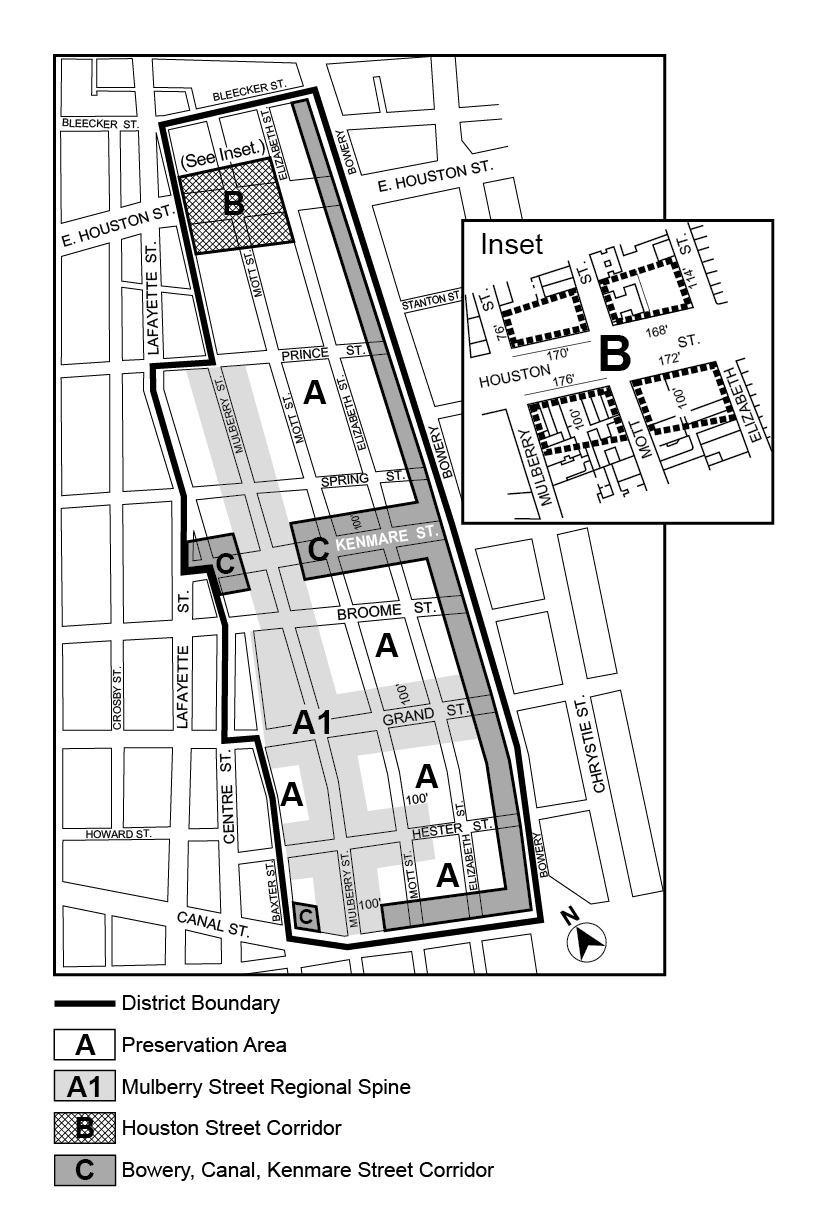 BLEECKER ST.
BLEECKER ST.
(See Inset.)
ELIZABETH ST.
BOWERY
E. HOUSTON ST.
E. HOUSTON ST.
B
LAFAYETTE ST.
MOTT ST.
STANTON ST.
PRINCE ST.
MULBERRY ST.
MOTT ST.
A
ELIZABETH ST.
BOWERY
SPRING ST.
100'
C
C
KENMARE ST.
LAFAYETTE ST.
BROOME ST.
A
CROSBY ST.
100'
A1
GRAND ST.
CHRYSTIE ST.
CENTRE ST.
A
A
100'
HOWARD ST.
HESTER ST.
BAXTER ST.
MULBERRY ST.
MOTT ST.
ELIZABETH ST.
A
BOWERY
C
100'
CANAL ST.
N
Inset
ST.
ST.
ST.
76'
114'
170'
B
168'
HOUSTON ST.
176'
172'
100'
100'
MULBERRY
MOTT
ELIZABETH
District Boundary
A Preservation Area
A1 Mulberry Street Regional Spine
B Houston Street Corridor
C Bowery, Canal, Kenmare Street Corridor